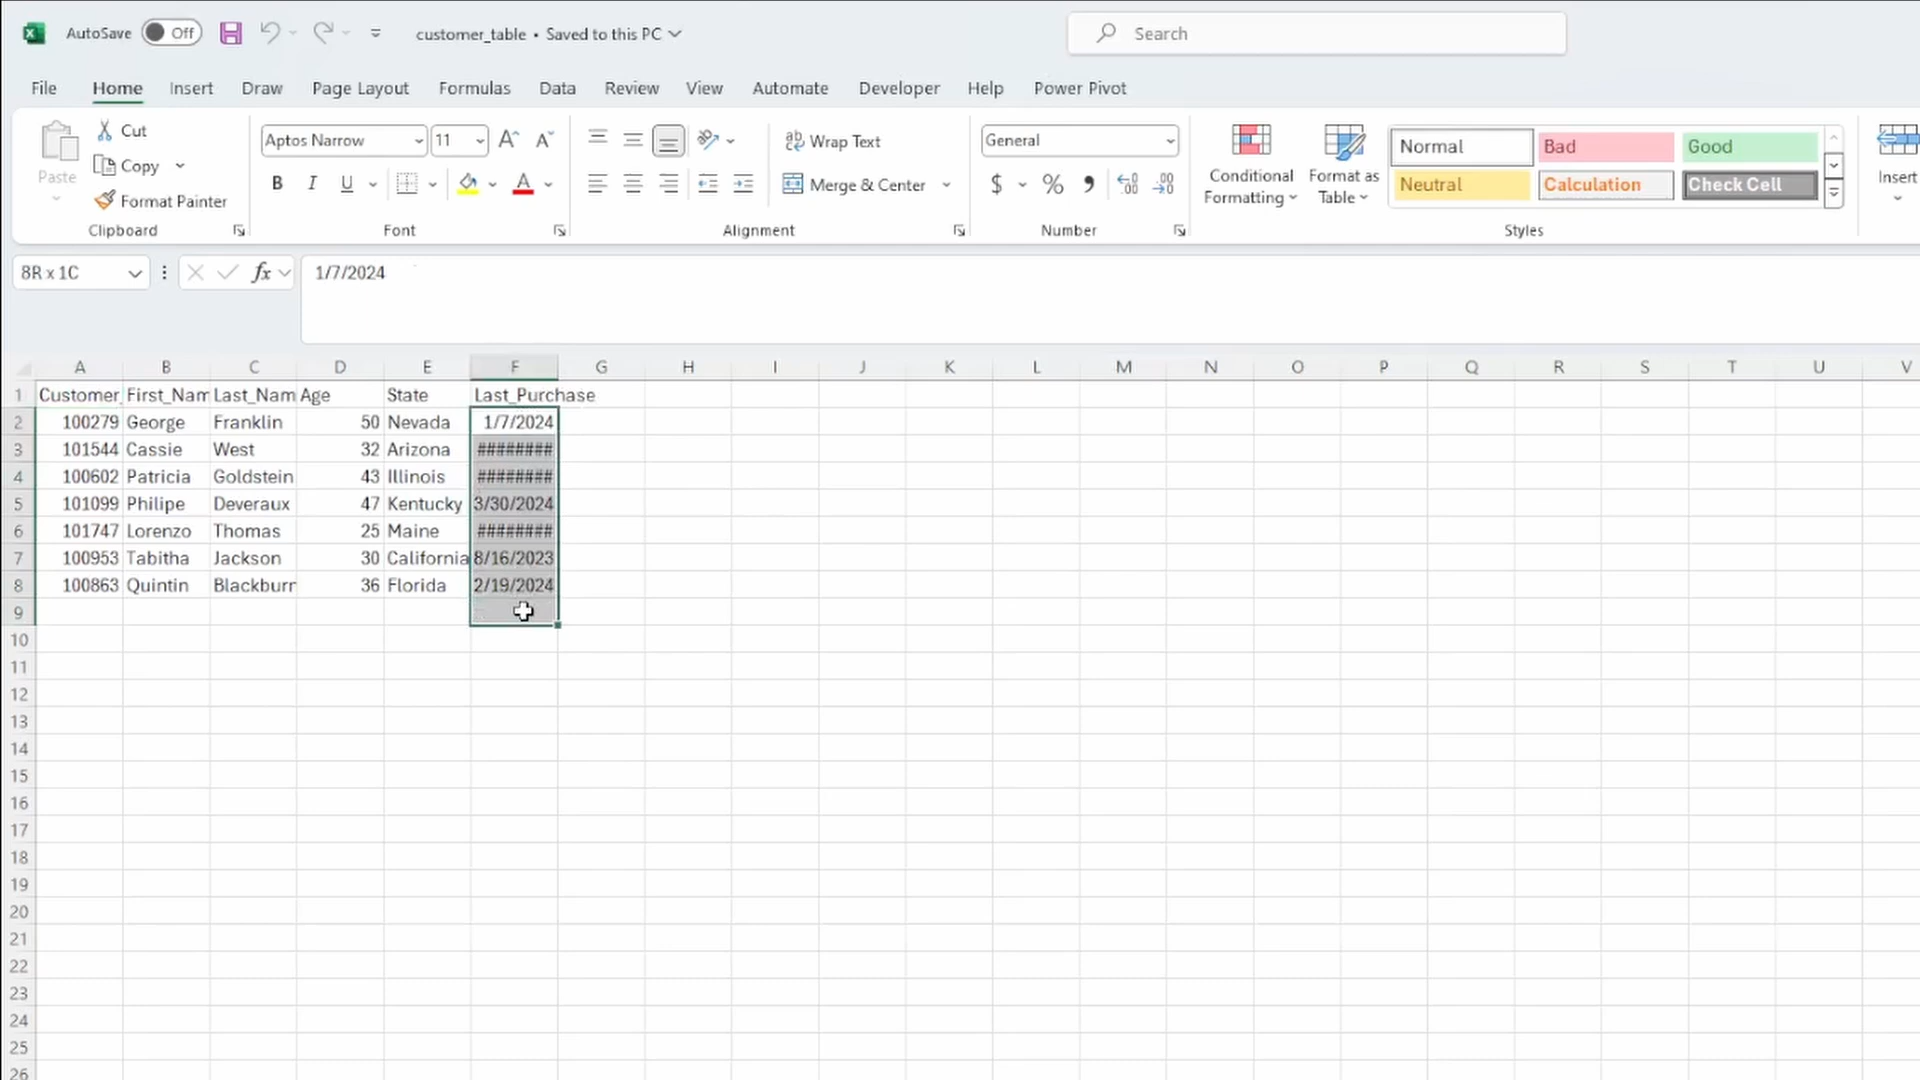 AutoSave Off customer_table • Saved to this PC Search
File Home Insert Draw Page Layout Formulas Data Review View Automate Developer Help Power Pivot
Paste
Cut
Copy
Format Painter
Clipboard
Aptos Narrow 11 A A
B I U A
Font
ab Wrap Text
Merge & Center
Alignment
General
$ % 9 .00 .00
Number
Conditional Formatting
Format as Table
Normal Bad Good
Neutral Calculation Check Cell
Styles
Insert
8R x 1C fx 1/7/2024
A B C D E F G H I J K L M N O P Q R S T U V
1 Customer_ First_Nam Last_Nam Age State Last_Purchase
2 100279 George Franklin 50 Nevada 1/7/2024
3 101544 Cassie West 32 Arizona ########
4 100602 Patricia Goldstein 43 Illinois ########
5 101099 Philipe Deveraux 47 Kentucky 3/30/2024
6 101747 Lorenzo Thomas 25 Maine ########
7 100953 Tabitha Jackson 30 California 8/16/2023
8 100863 Quintin Blackburr 36 Florida 2/19/2024
9
10
11
12
13
14
15
16
17
18
19
20
21
22
23
24
25
26